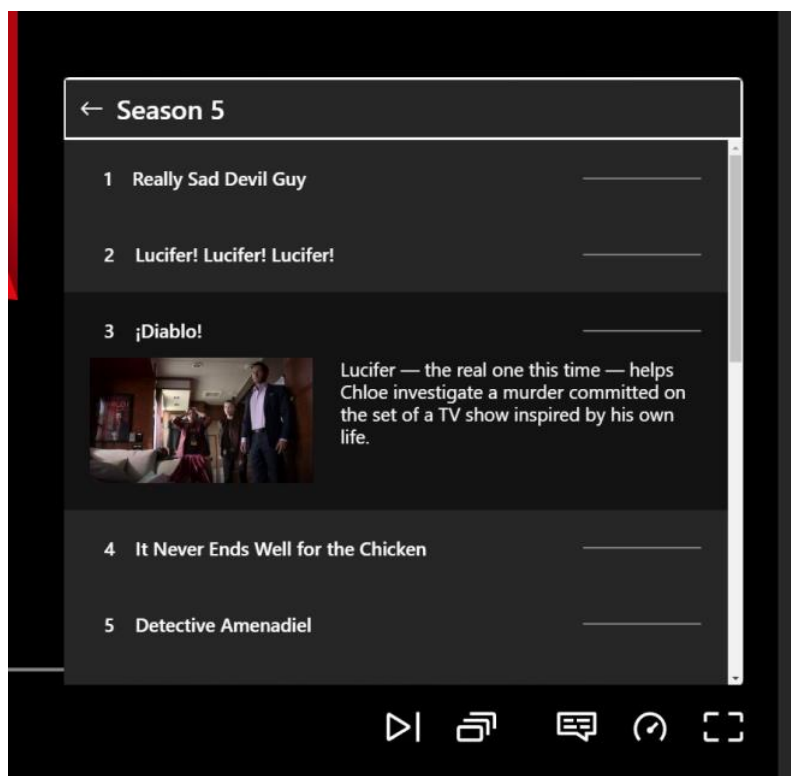 ← Season 5
1 Really Sad Devil Guy
2 Lucifer! Lucifer! Lucifer!
3 ¡Diablo!
Lucifer — the real one this time — helps
Chloe investigate a murder committed on
the set of a TV show inspired by his own
life.
4 It Never Ends Well for the Chicken
5 Detective Amenadiel